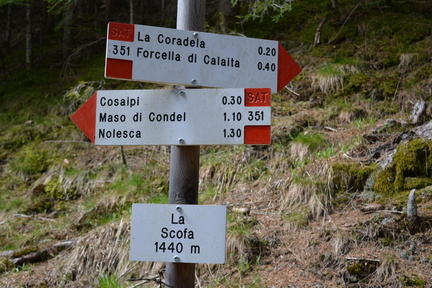 SAT La Coradela 0.20
351 Forcella di Calaita 0.40
Cosaipi 0.30 SAT
Maso di Condel 1.10 351
Nolesca 1.30
La
Scofa
1440 m